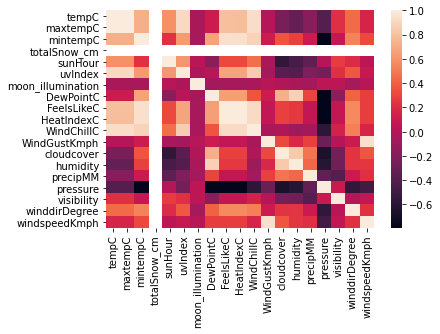 tempC
maxtempC
mintempC
totalSnow_cm
sunHour
uvIndex
moon_illumination
DewPointC
FeelsLikeC
HeatIndexC
WindChillC
WindGustKmph
cloudcover
humidity
precipMM
pressure
visibility
winddirDegree
windspeedKmph
tempC
maxtempC
mintempC
totalSnow_cm
sunHour
uvIndex
moon_illumination
DewPointC
FeelsLikeC
HeatIndexC
WindChillC
WindGustKmph
cloudcover
humidity
precipMM
pressure
visibility
winddirDegree
windspeedKmph
1.0
0.8
0.6
0.4
0.2
0.0
−0.2
−0.4
−0.6